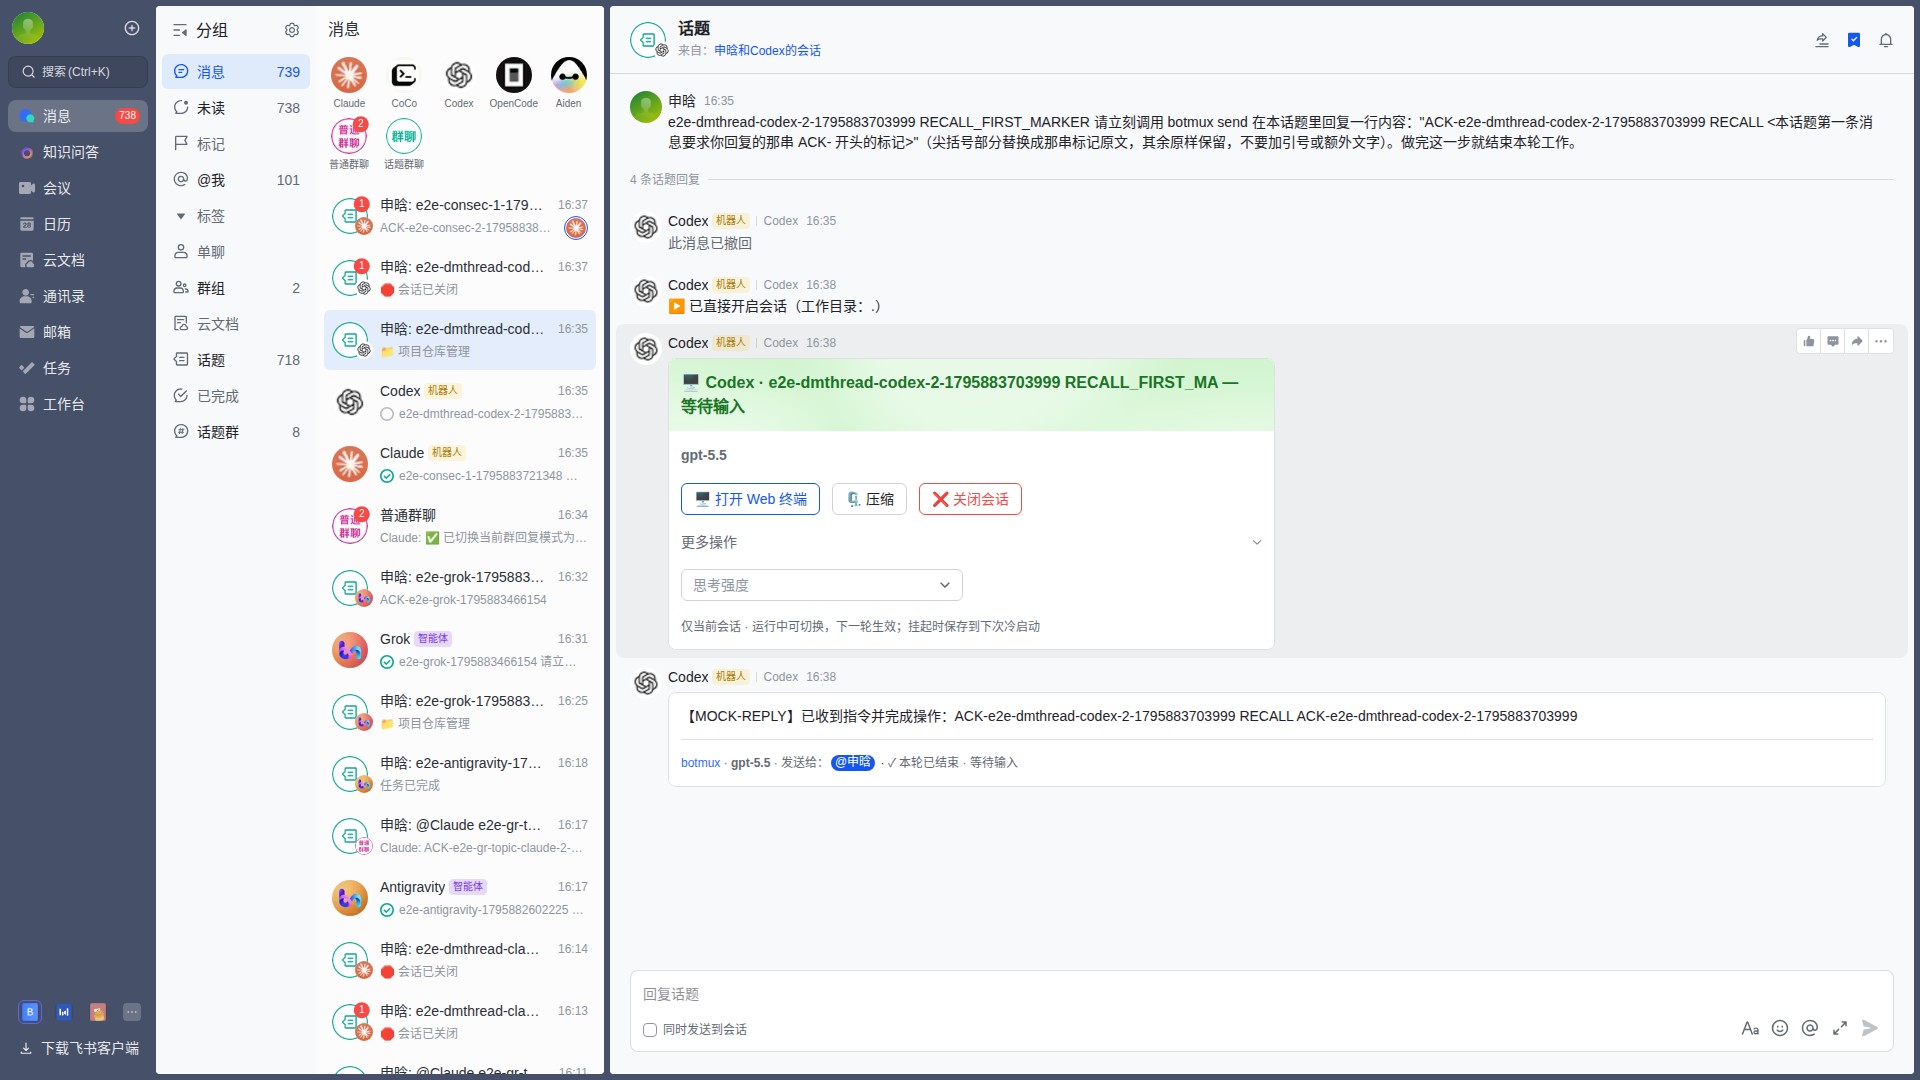 搜索 (Ctrl+K)
消息 738
知识问答
会议
日历
云文档
通讯录
邮箱
任务
工作台
下载飞书客户端
分组
消息 739
未读 738
标记
@我 101
标签
单聊
群组 2
云文档
话题 718
已完成
话题群 8
消息
Claude CoCo Codex OpenCode Aiden
普通群聊 2
群聊
普通群聊 话题群聊
1 申晗: e2e-consec-1-179... 16:37
ACK-e2e-consec-2-17958838...
1 申晗: e2e-dmthread-cod... 16:37
会话已关闭
申晗: e2e-dmthread-cod... 16:35
项目仓库管理
Codex 机器人 16:35
e2e-dmthread-codex-2-1795883...
Claude 机器人 16:35
e2e-consec-1-1795883721348 ...
普通群聊 2 普通群聊 16:34
Claude: ✅ 已切换当前群回复模式为...
申晗: e2e-grok-1795883... 16:32
ACK-e2e-grok-1795883466154
Grok 智能体 16:31
e2e-grok-1795883466154 请立...
申晗: e2e-grok-1795883... 16:25
项目仓库管理
申晗: e2e-antigravity-17... 16:18
任务已完成
申晗: @Claude e2e-gr-t... 16:17
Claude: ACK-e2e-gr-topic-claude-2-...
Antigravity 智能体 16:17
e2e-antigravity-1795882602225 ...
申晗: e2e-dmthread-cla... 16:14
会话已关闭
1 申晗: e2e-dmthread-cla... 16:13
会话已关闭
申晗: @Claude e2e-gr-t... 16:11
话题
来自：申晗和Codex的会话
申晗 16:35
e2e-dmthread-codex-2-1795883703999 RECALL_FIRST_MARKER 请立刻调用 botmux send 在本话题里回复一行内容："ACK-e2e-dmthread-codex-2-1795883703999 RECALL <本话题第一条消
息要求你回复的那串 ACK- 开头的标记>"（尖括号部分替换成那串标记原文，其余原样保留，不要加引号或额外文字）。做完这一步就结束本轮工作。
4 条话题回复
Codex 机器人 | Codex 16:35
此消息已撤回
Codex 机器人 | Codex 16:38
▶️ 已直接开启会话（工作目录：.）
Codex 机器人 | Codex 16:38
🖥️ Codex · e2e-dmthread-codex-2-1795883703999 RECALL_FIRST_MA —
等待输入
gpt-5.5
🖥️ 打开 Web 终端 🗜️ 压缩 ❌ 关闭会话
更多操作
思考强度
仅当前会话 · 运行中可切换，下一轮生效；挂起时保存到下次冷启动
Codex 机器人 | Codex 16:38
【MOCK-REPLY】已收到指令并完成操作：ACK-e2e-dmthread-codex-2-1795883703999 RECALL ACK-e2e-dmthread-codex-2-1795883703999
botmux · gpt-5.5 · 发送给：@申晗 · ✓ 本轮已结束 · 等待输入
回复话题
同时发送到会话